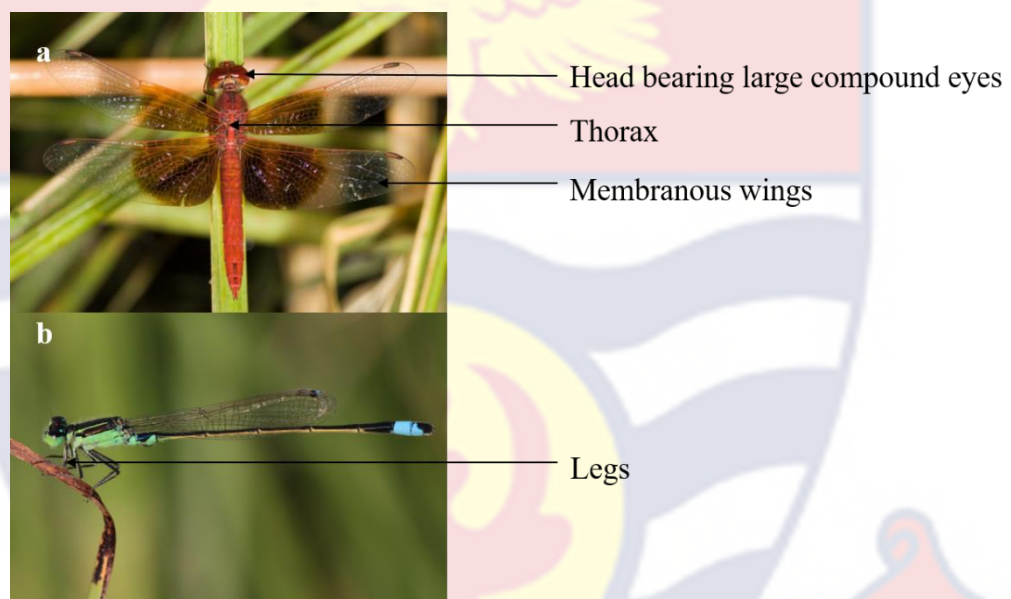 a
Head bearing large compound eyes
Thorax
Membranous wings
b
Legs